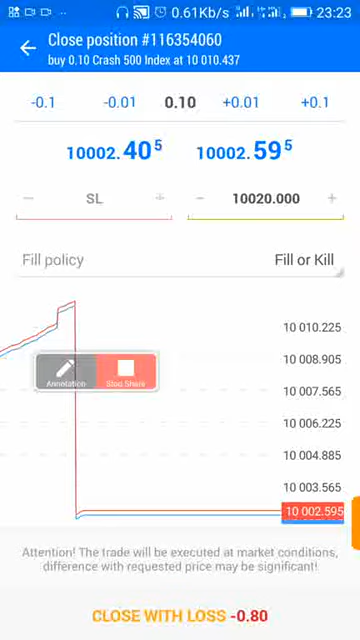 0.61Kb/s 23:23
Close position #116354060
buy 0.10 Crash 500 Index at 10 010.437
-0.1 -0.01 0.10 +0.01 +0.1
10002.405 10002.595
− SL + − 10020.000 +
Fill policy Fill or Kill
10 010.225
10 008.905
Annotation Stop Share
10 007.565
10 006.225
10 004.885
10 003.565
10 002.595
Attention! The trade will be executed at market conditions,
difference with requested price may be significant!
CLOSE WITH LOSS -0.80